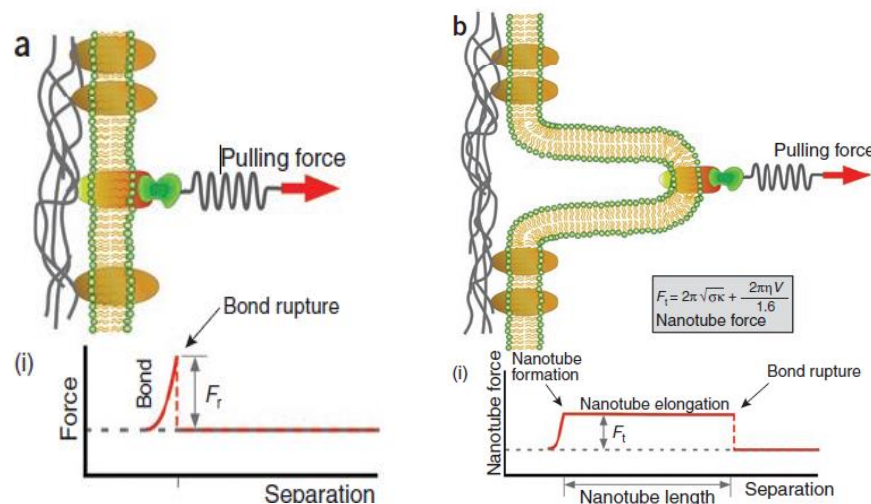 a
Pulling force
Bond rupture
(i)
Force
Bond
Fr
Separation
b
Pulling force
Ft = 2π √σκ + 2πηV / 1.6
Nanotube force
(i)
Nanotube force
Nanotube
formation
Nanotube elongation
Bond rupture
Ft
Nanotube length
Separation